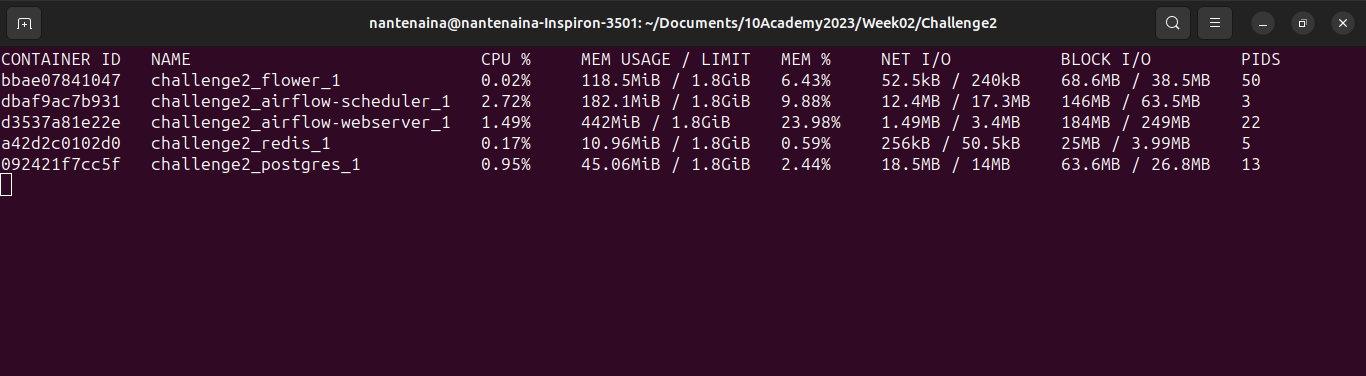 nantenaina@nantenaina-Inspiron-3501: ~/Documents/10Academy2023/Week02/Challenge2
CONTAINER ID   NAME                             CPU %     MEM USAGE / LIMIT   MEM %     NET I/O           BLOCK I/O         PIDS
bbae07841047   challenge2_flower_1              0.02%     118.5MiB / 1.8GiB   6.43%     52.5kB / 240kB    68.6MB / 38.5MB   50
dbaf9ac7b931   challenge2_airflow-scheduler_1   2.72%     182.1MiB / 1.8GiB   9.88%     12.4MB / 17.3MB   146MB / 63.5MB    3
d3537a81e22e   challenge2_airflow-webserver_1   1.49%     442MiB / 1.8GiB     23.98%    1.49MB / 3.4MB    184MB / 249MB     22
a42d2c0102d0   challenge2_redis_1               0.17%     10.96MiB / 1.8GiB   0.59%     256kB / 50.5kB    25MB / 3.99MB     5
092421f7cc5f   challenge2_postgres_1            0.95%     45.06MiB / 1.8GiB   2.44%     18.5MB / 14MB     63.6MB / 26.8MB   13